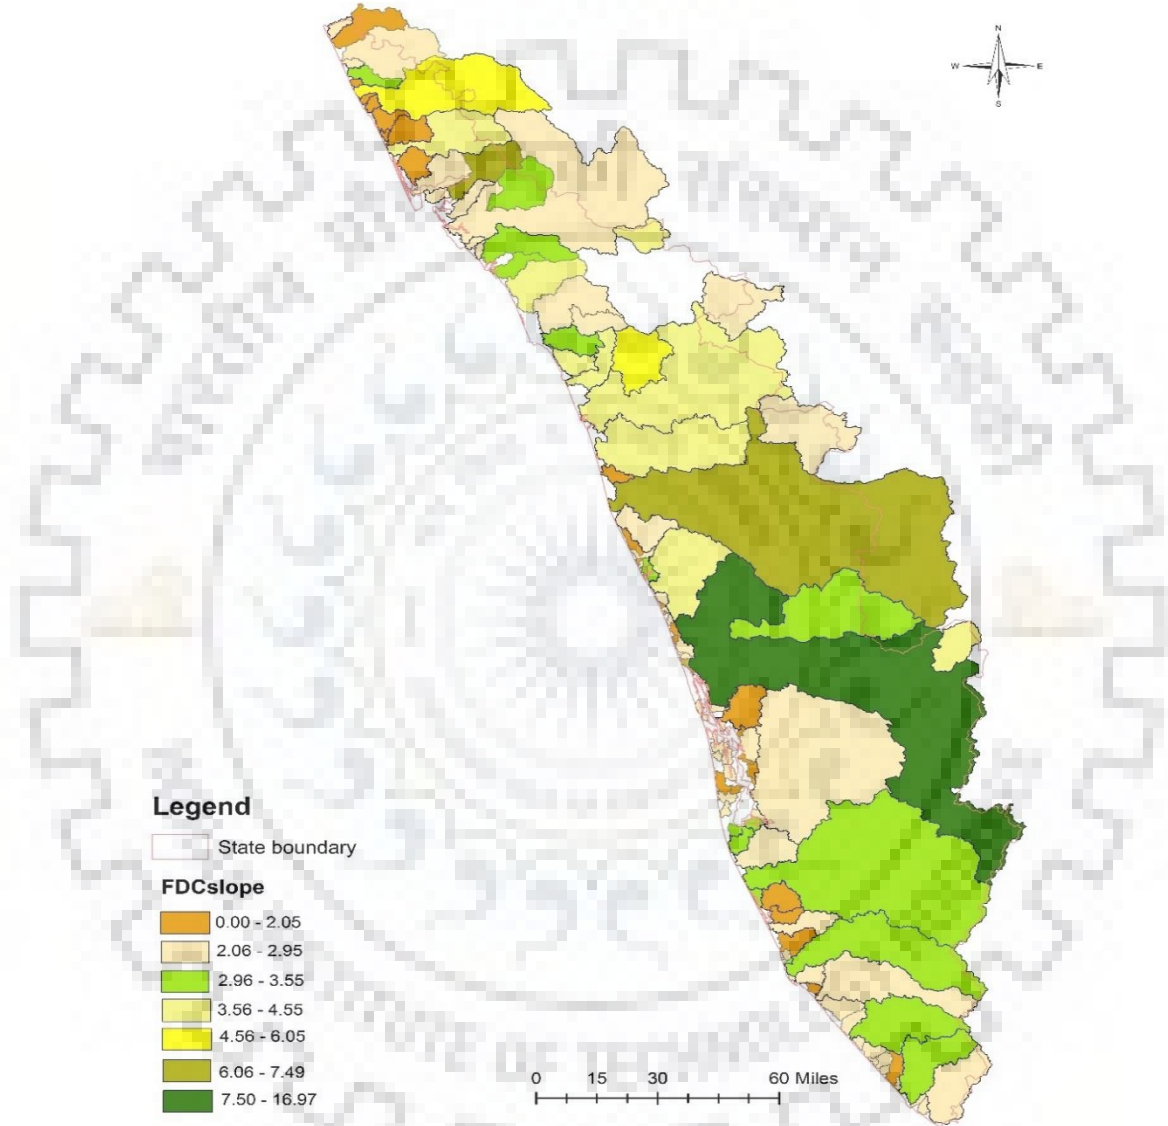 N
W E
S
Legend
State boundary
FDCslope
0.00 - 2.05
2.06 - 2.95
2.96 - 3.55
3.56 - 4.55
4.56 - 6.05
6.06 - 7.49
7.50 - 16.97
0 15 30 60 Miles